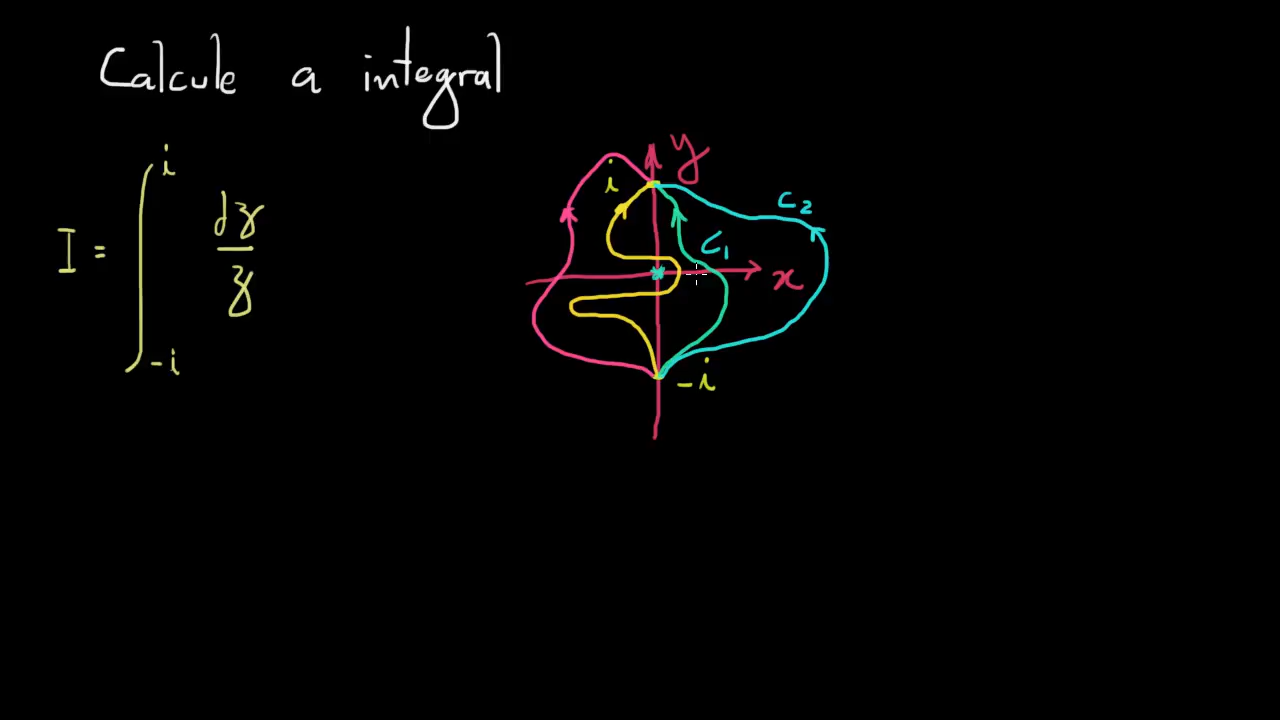 Calcule a integral
I = ∫_{-i}^{i} dz/z
y
i
C₂
C₁
x
-i